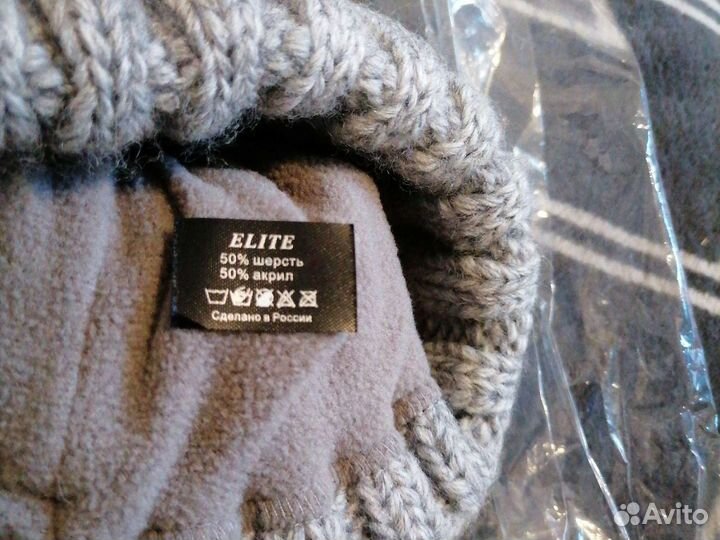 ELITE
50% шерсть
50% акрил
Сделано в России
Avito